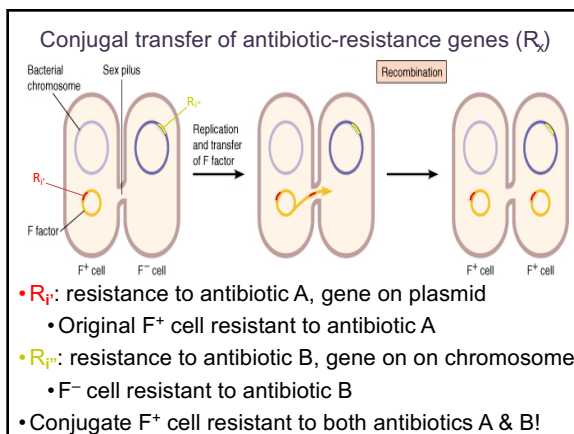 Conjugal transfer of antibiotic-resistance genes (Rₓ)
Bacterial chromosome
Sex pilus
Recombination
Rᵢ''
Replication and transfer of F factor
Rᵢ'
F factor
F⁺ cell
F⁻ cell
F⁺ cell
F⁺ cell
• Rᵢ': resistance to antibiotic A, gene on plasmid
• Original F⁺ cell resistant to antibiotic A
• Rᵢ'': resistance to antibiotic B, gene on on chromosome
• F⁻ cell resistant to antibiotic B
• Conjugate F⁺ cell resistant to both antibiotics A & B!